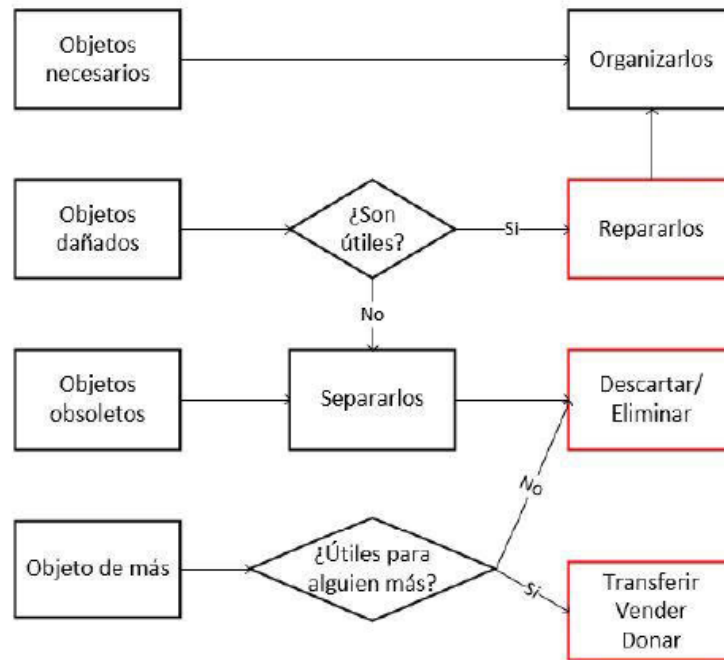 Objetos
necesarios
Organizarlos
Objetos
dañados
¿Son
útiles?
Si
Repararlos
No
Objetos
obsoletos
Separarlos
Descartar/
Eliminar
No
Objeto de más
¿Útiles para
alguien más?
Si
Transferir
Vender
Donar